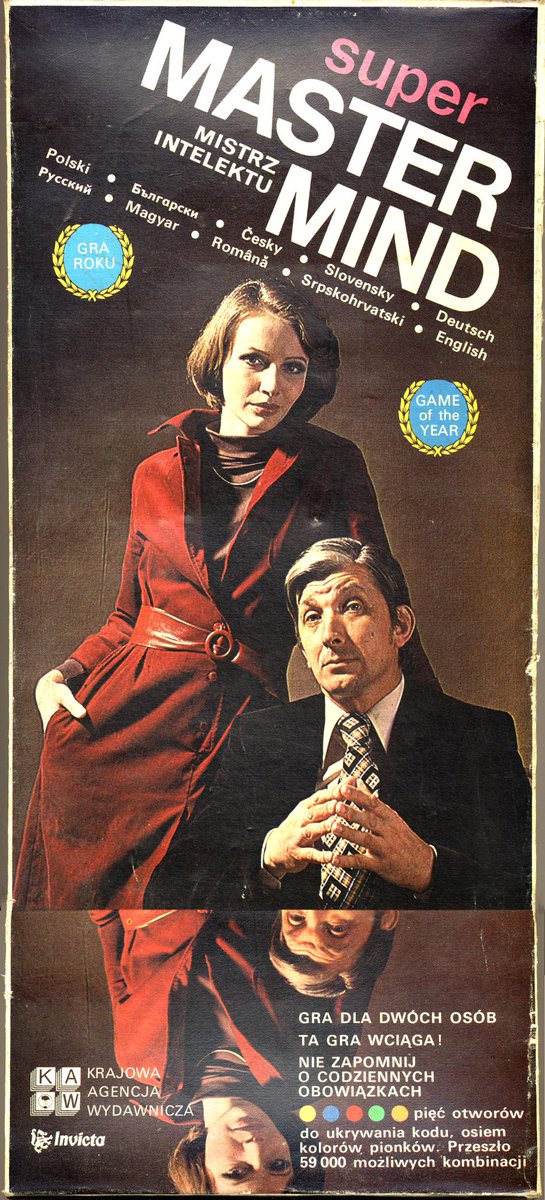 super
MASTER
MISTRZ
INTELEKTU
MIND
Polski • Български • Česky • Slovensky • Deutsch
Русский • Magyar • Română • Srpskohrvatski • English
GRA
ROKU
GAME
of the
YEAR
GRA DLA DWÓCH OSÓB
TA GRA WCIĄGA!
NIE ZAPOMNIJ
O CODZIENNYCH
OBOWIĄZKACH
pięć otworów
do ukrywania kodu, osiem
kolorów pionków. Przeszło
59 000 możliwych kombinacji
K A
W
KRAJOWA
AGENCJA
WYDAWNICZA
Invicta